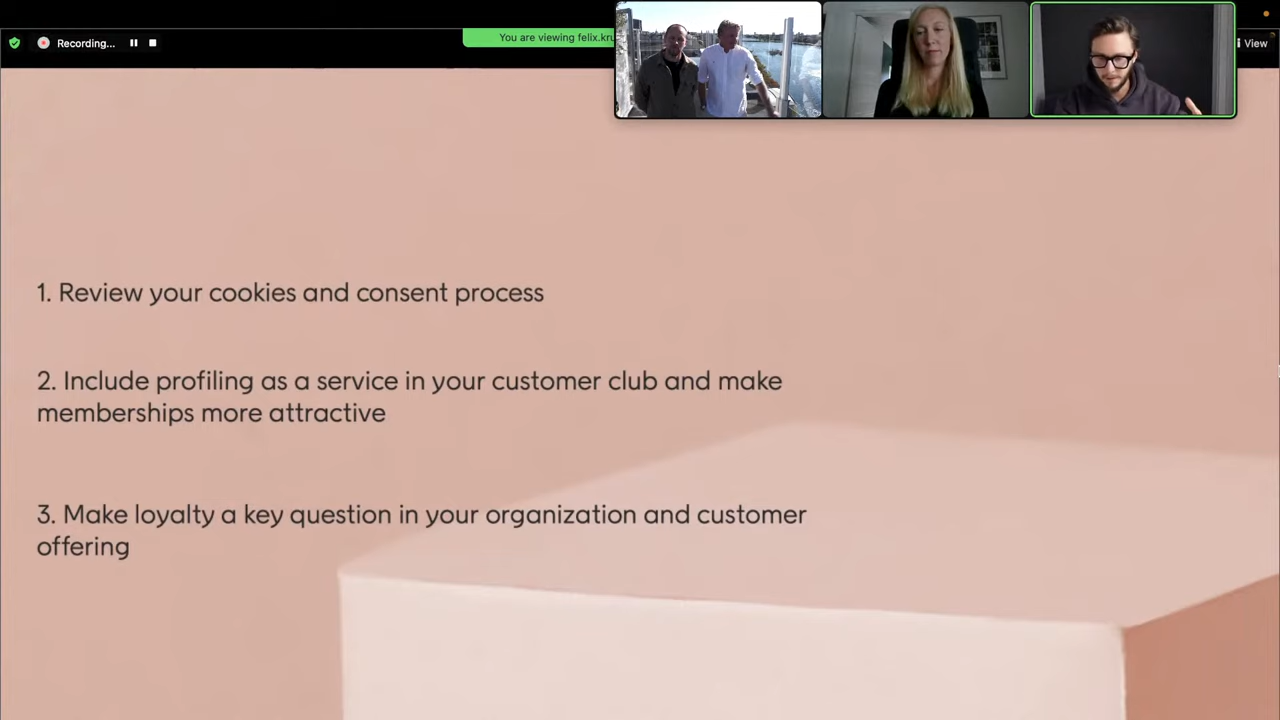 Recording...
You are viewing felix.kru
View
1. Review your cookies and consent process
2. Include profiling as a service in your customer club and make
memberships more attractive
3. Make loyalty a key question in your organization and customer
offering